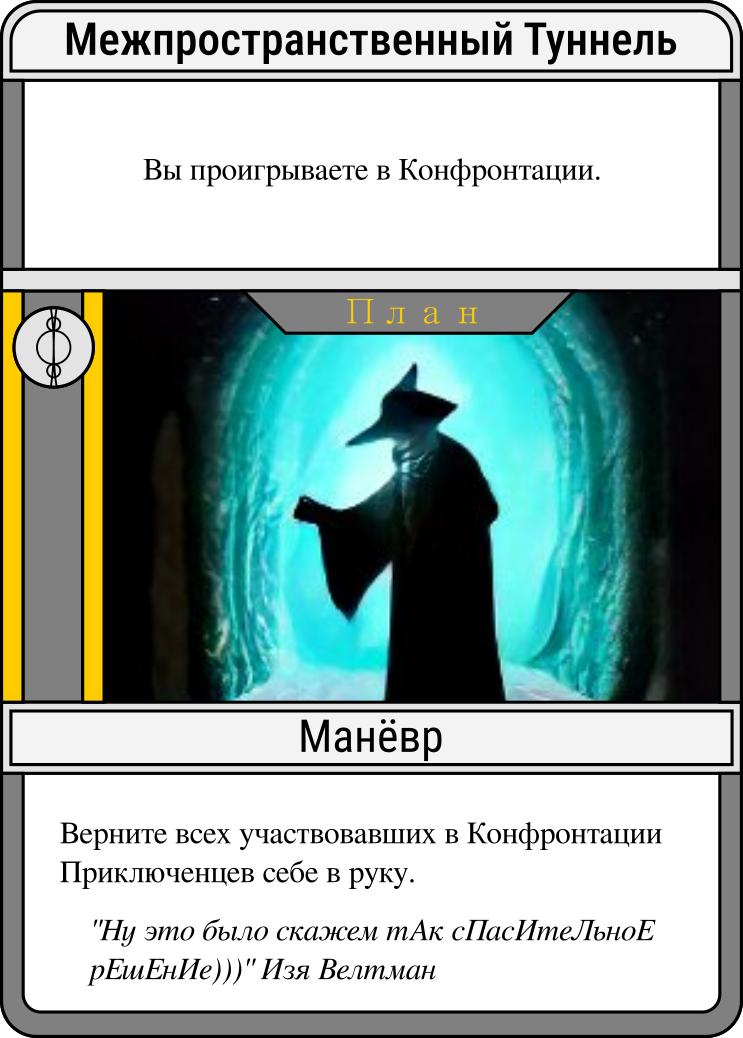 Межпространственный Туннель
Вы проигрываете в Конфронтации.
План
Манёвр
Верните всех участвовавших в Конфронтации
Приключенцев себе в руку.
"Ну это было скажем тАк сПасИтеЛьноЕ
рЕшЕнИе)))" Изя Велтман